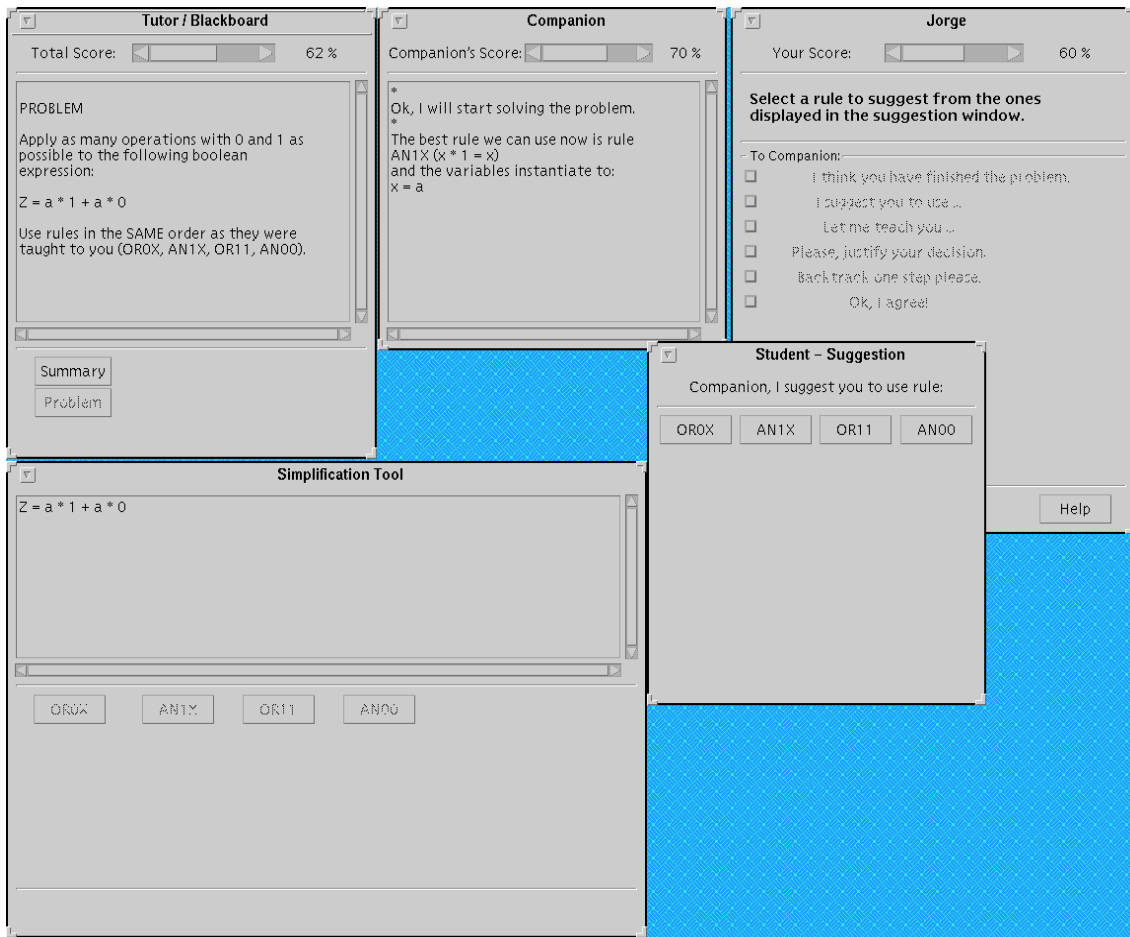 Tutor / Blackboard
Total Score:
62 %
PROBLEM
Apply as many operations with 0 and 1 as
possible to the following boolean
expression:
Z = a * 1 + a * 0
Use rules in the SAME order as they were
taught to you (OR0X, AN1X, OR11, AN00).
Summary
Problem
Companion
Companion's Score:
70 %
*
Ok, I will start solving the problem.
*
The best rule we can use now is rule
AN1X (x * 1 = x)
and the variables instantiate to:
x = a
Jorge
Your Score:
60 %
Select a rule to suggest from the ones
displayed in the suggestion window.
To Companion:
I think you have finished the problem.
I suggest you to use ...
Let me teach you ...
Please, justify your decision.
Back track one step please.
Ok, I agree!
Help
Student - Suggestion
Companion, I suggest you to use rule:
OR0X AN1X OR11 AN00
Simplification Tool
Z = a * 1 + a * 0
OR0X AN1X OR11 AN00